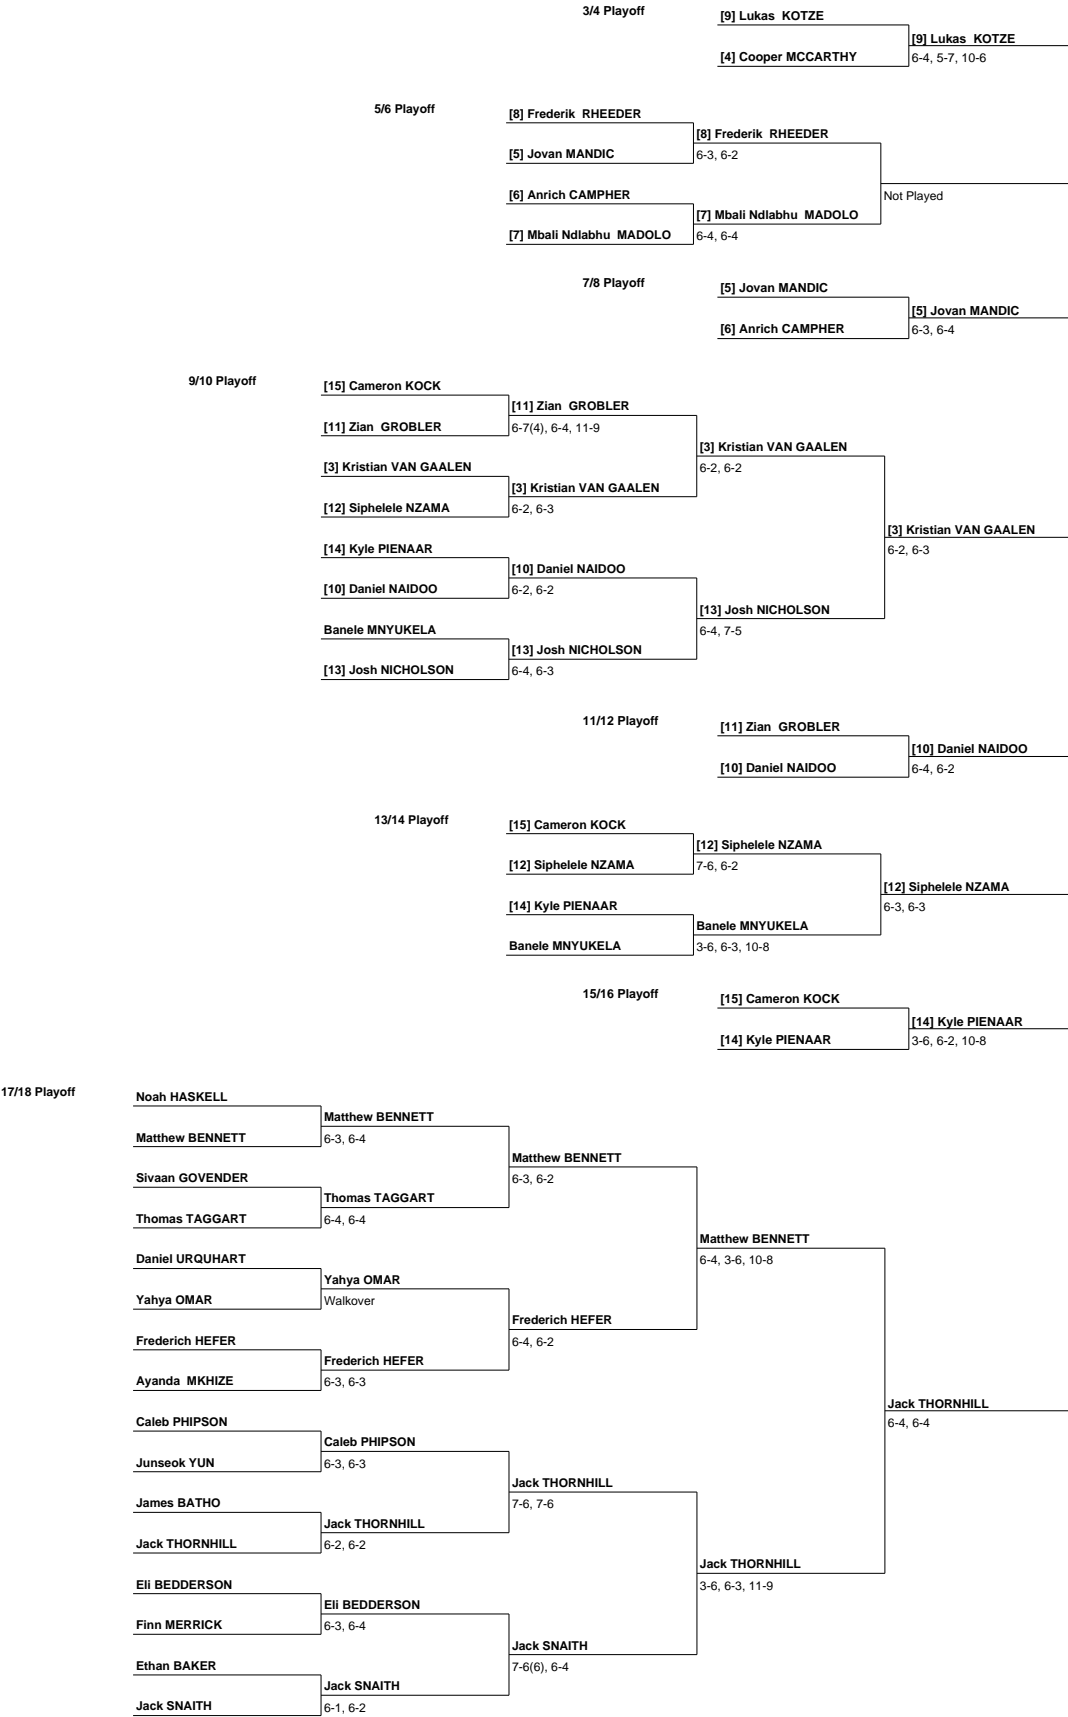 3/4 Playoff
[9] Lukas  KOTZE
[9] Lukas  KOTZE
[4] Cooper MCCARTHY
6-4, 5-7, 10-6
5/6 Playoff
[8] Frederik  RHEEDER
[8] Frederik  RHEEDER
[5] Jovan MANDIC
6-3, 6-2
[6] Anrich CAMPHER
Not Played
[7] Mbali Ndlabhu  MADOLO
[7] Mbali Ndlabhu  MADOLO
6-4, 6-4
7/8 Playoff
[5] Jovan MANDIC
[5] Jovan MANDIC
[6] Anrich CAMPHER
6-3, 6-4
9/10 Playoff
[15] Cameron KOCK
[11] Zian  GROBLER
[11] Zian  GROBLER
6-7(4), 6-4, 11-9
[3] Kristian VAN GAALEN
[3] Kristian VAN GAALEN
6-2, 6-2
[3] Kristian VAN GAALEN
[12] Siphelele NZAMA
6-2, 6-3
[3] Kristian VAN GAALEN
[14] Kyle PIENAAR
6-2, 6-3
[10] Daniel NAIDOO
[10] Daniel NAIDOO
6-2, 6-2
[13] Josh NICHOLSON
Banele MNYUKELA
6-4, 7-5
[13] Josh NICHOLSON
[13] Josh NICHOLSON
6-4, 6-3
11/12 Playoff
[11] Zian  GROBLER
[10] Daniel NAIDOO
[10] Daniel NAIDOO
6-4, 6-2
13/14 Playoff
[15] Cameron KOCK
[12] Siphelele NZAMA
[12] Siphelele NZAMA
7-6, 6-2
[12] Siphelele NZAMA
[14] Kyle PIENAAR
6-3, 6-3
Banele MNYUKELA
Banele MNYUKELA
3-6, 6-3, 10-8
15/16 Playoff
[15] Cameron KOCK
[14] Kyle PIENAAR
[14] Kyle PIENAAR
3-6, 6-2, 10-8
17/18 Playoff
Noah HASKELL
Matthew BENNETT
Matthew BENNETT
6-3, 6-4
Matthew BENNETT
Sivaan GOVENDER
6-3, 6-2
Thomas TAGGART
Thomas TAGGART
6-4, 6-4
Matthew BENNETT
Daniel URQUHART
6-4, 3-6, 10-8
Yahya OMAR
Yahya OMAR
Walkover
Frederich HEFER
Frederich HEFER
6-4, 6-2
Frederich HEFER
Ayanda  MKHIZE
6-3, 6-3
Jack THORNHILL
Caleb PHIPSON
6-4, 6-4
Caleb PHIPSON
Junseok YUN
6-3, 6-3
Jack THORNHILL
James BATHO
7-6, 7-6
Jack THORNHILL
Jack THORNHILL
6-2, 6-2
Jack THORNHILL
Eli BEDDERSON
3-6, 6-3, 11-9
Eli BEDDERSON
Finn MERRICK
6-3, 6-4
Jack SNAITH
Ethan BAKER
7-6(6), 6-4
Jack SNAITH
Jack SNAITH
6-1, 6-2